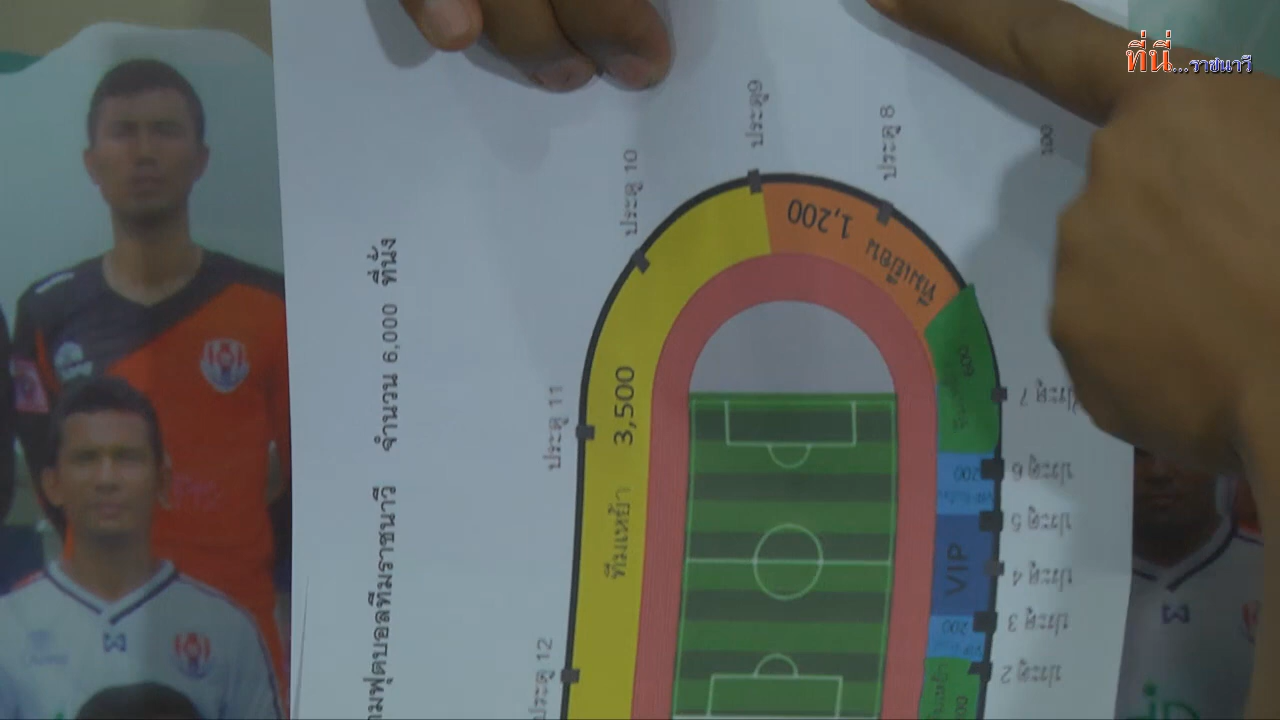 ที่นี่...ราชนาวี
ามฟุตบอลทีมราชนาวี จำนวน 6,000 ที่นั่ง
ประตู 12
ประตู 11
ประตู 10
ประตู9
ประตู 8
100
ทีมเหย้า 3,500
ทีมเยือน 1,200
600
ประตู 7
200
ประตู 6
ประตู 5
VIP
ประตู 4
200
ประตู 3
ประตู 2